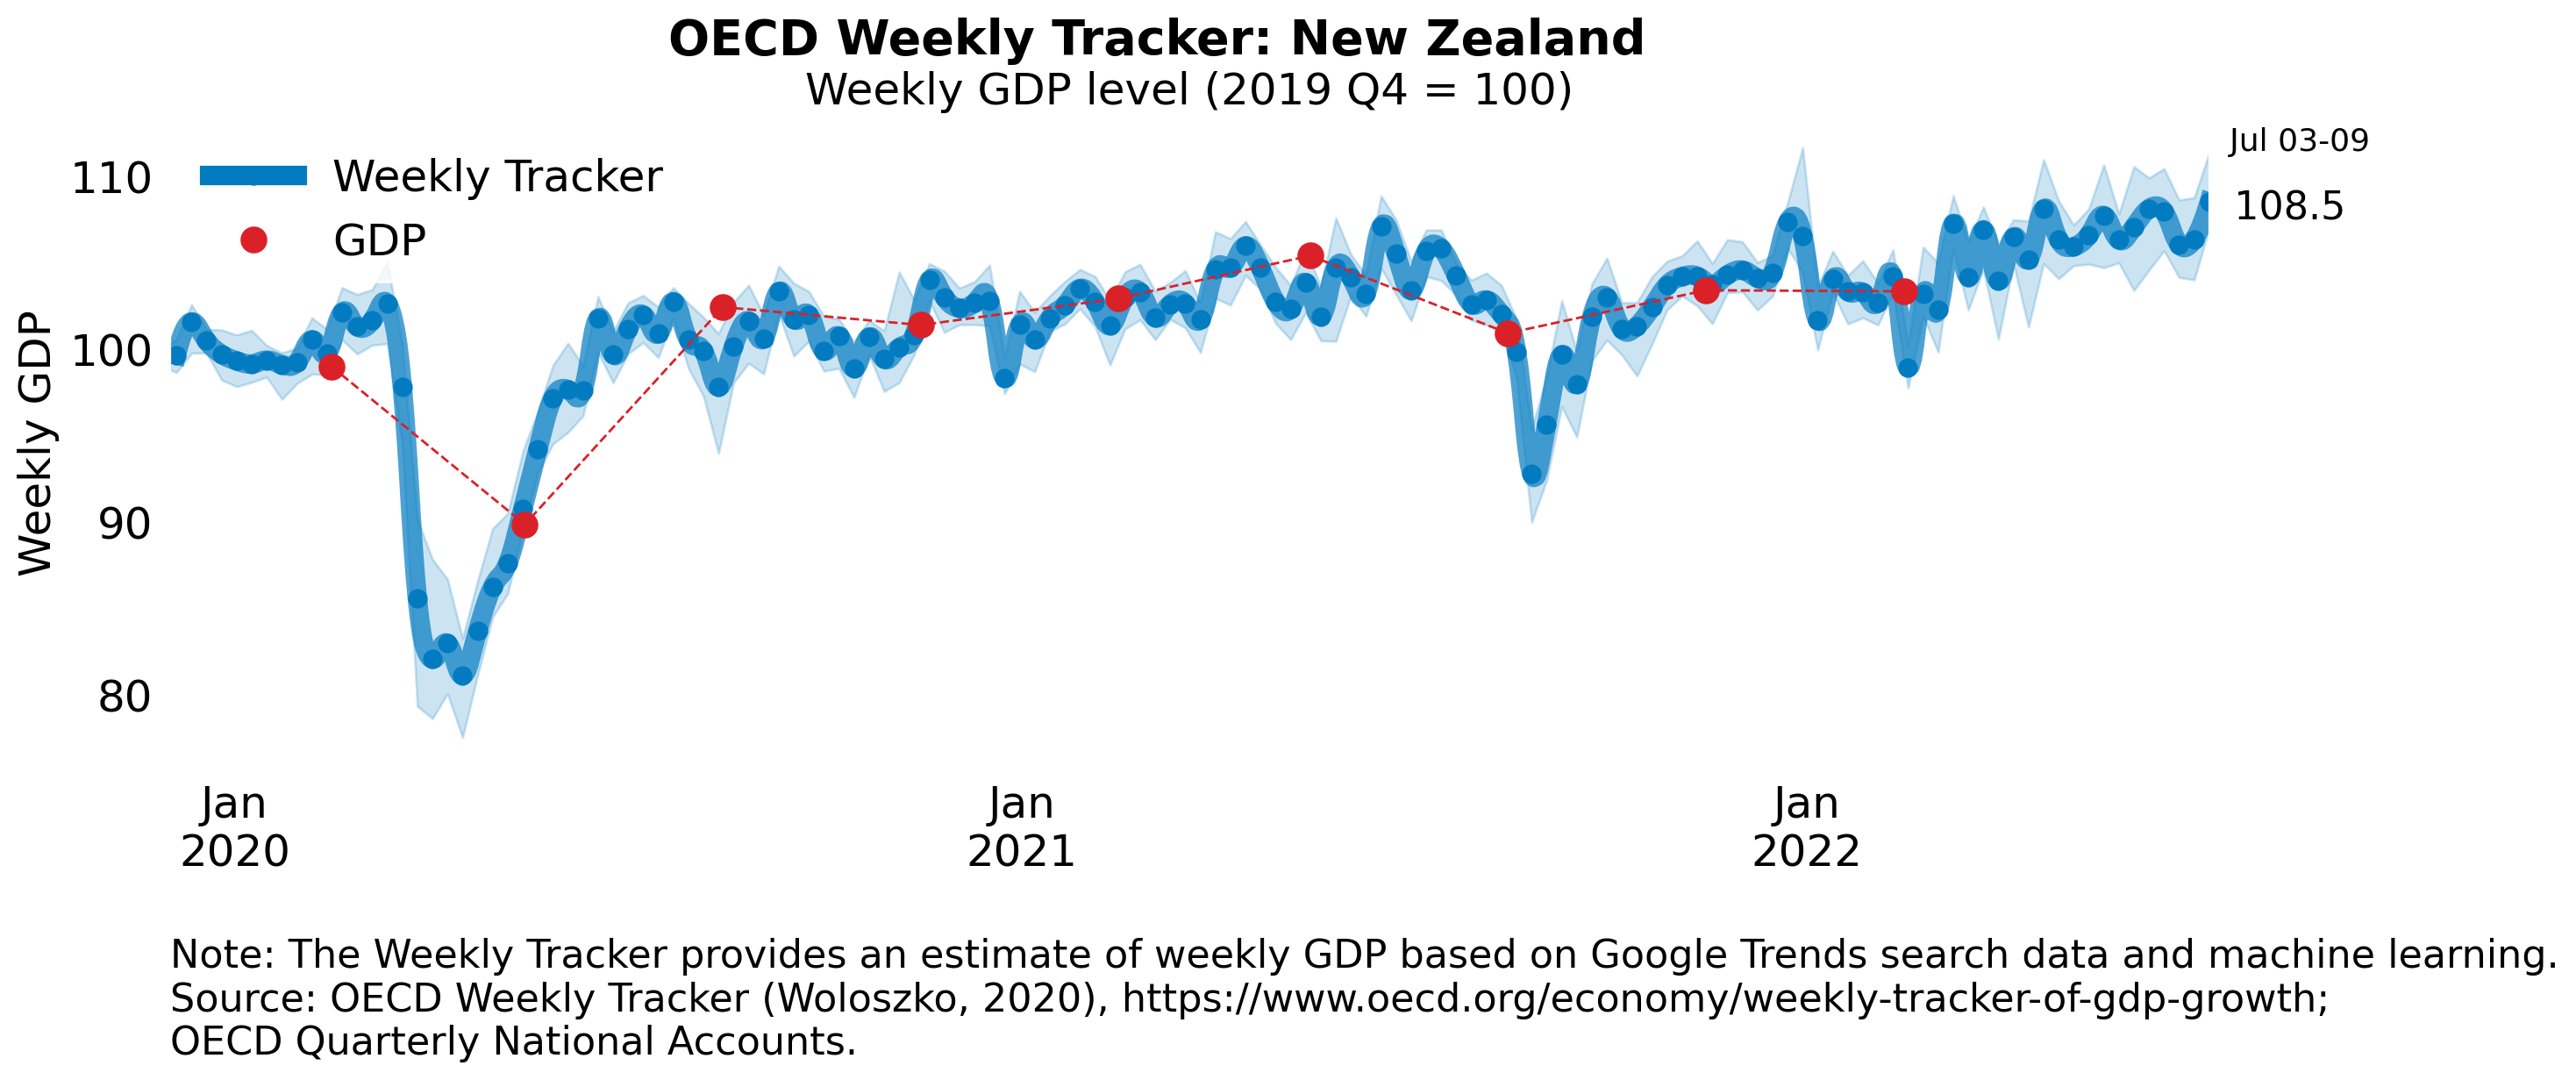 OECD Weekly Tracker: New Zealand
Weekly GDP level (2019 Q4 = 100)
Jul 03-09
108.5
Weekly Tracker
GDP
Weekly GDP
110
100
90
80
Jan
2020
Jan
2021
Jan
2022
Note: The Weekly Tracker provides an estimate of weekly GDP based on Google Trends search data and machine learning.
Source: OECD Weekly Tracker (Woloszko, 2020), https://www.oecd.org/economy/weekly-tracker-of-gdp-growth;
OECD Quarterly National Accounts.